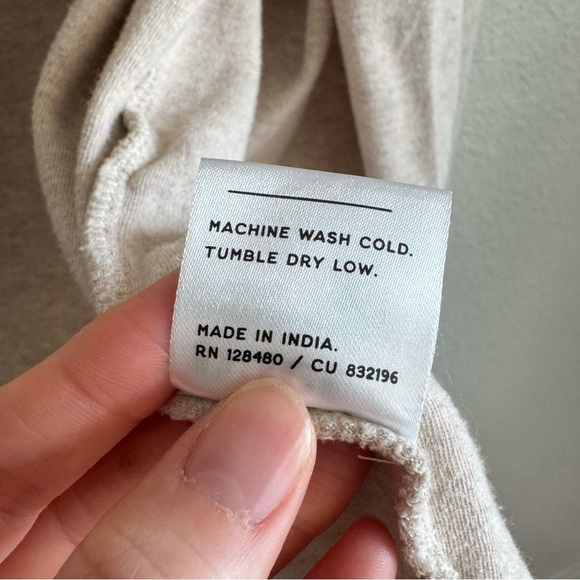 MACHINE WASH COLD.
TUMBLE DRY LOW.
MADE IN INDIA.
RN 128480 / CU 832196